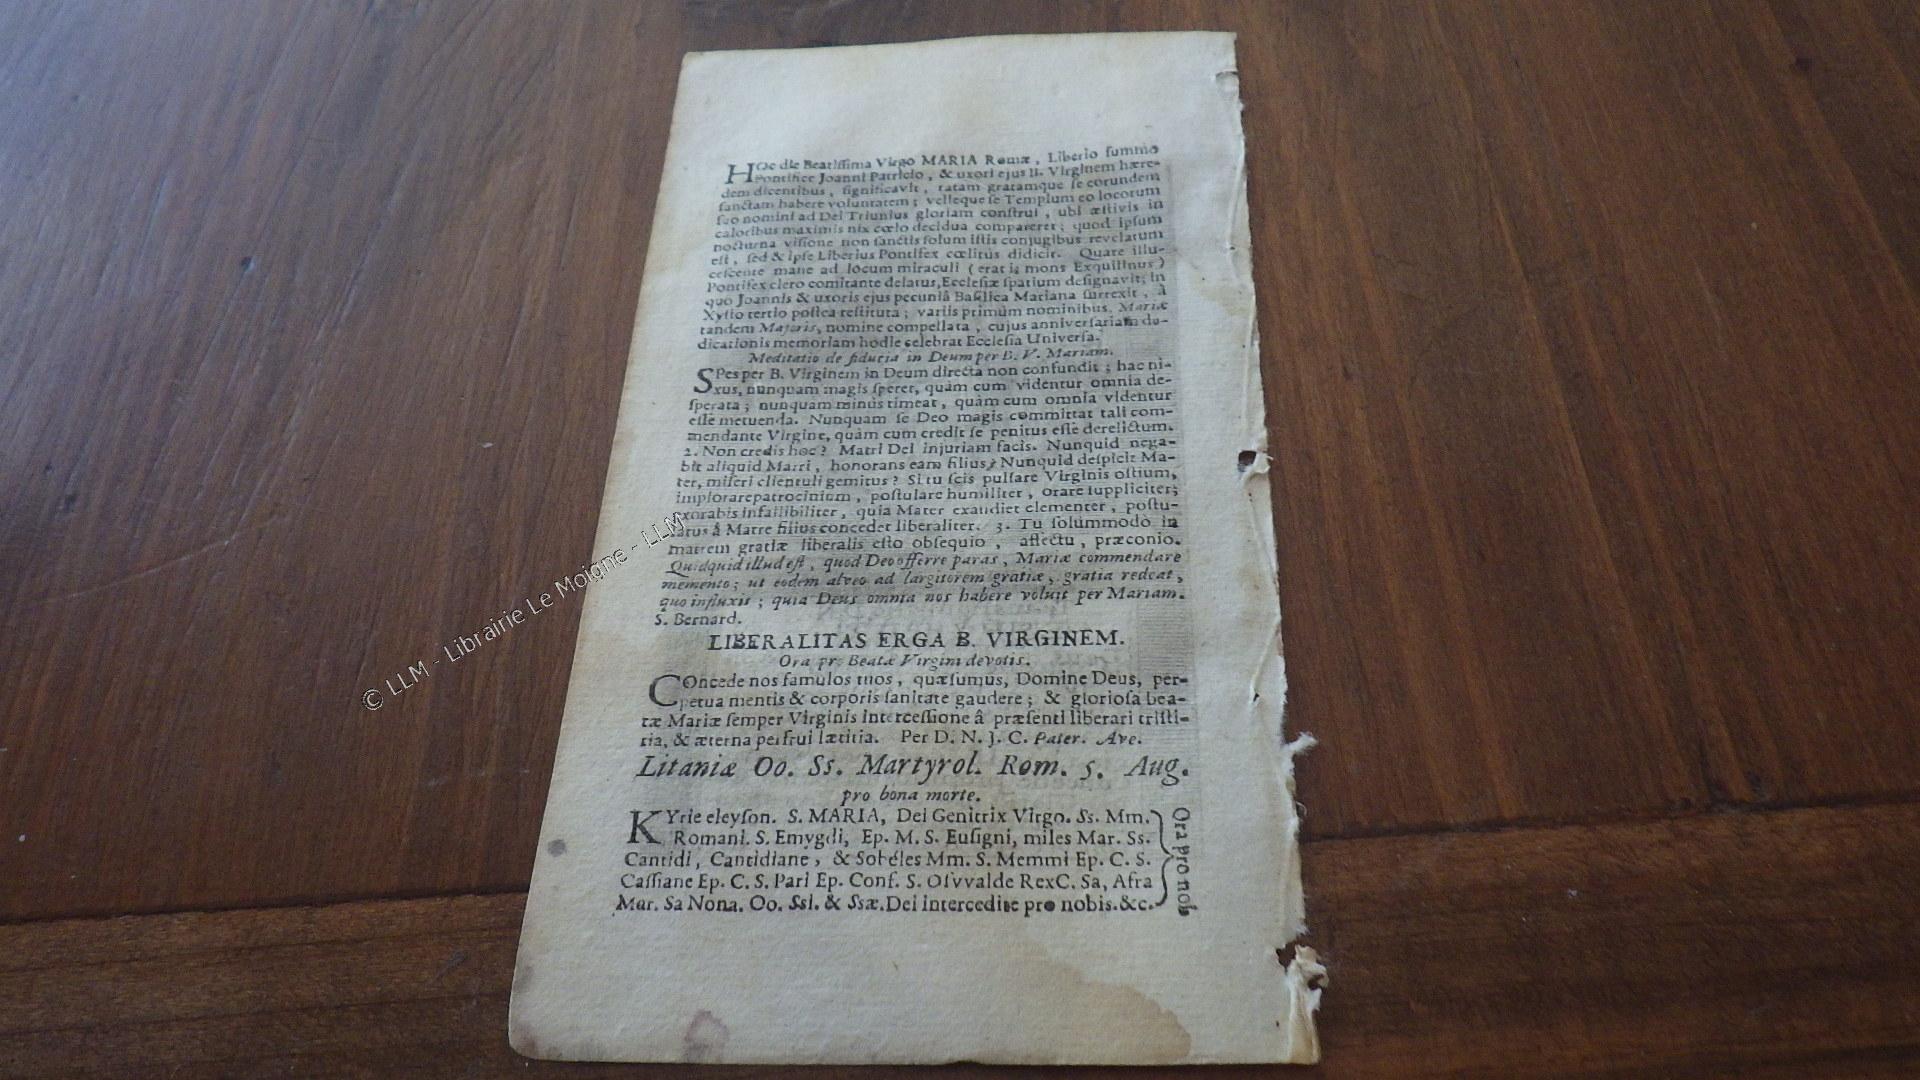 HOc die Beatiſſima Virgo MARIA Romæ, Liberio ſummo
Pontifice Joanni Patricio, & uxori ejus ii. Virginem hære-
dem dicentibus, ſignificavit, ratam gratamque ſe eorundem
ſanctam habere voluntatem; velleque ſe Templum eo locorum
ſuo nomini ad Dei Triunius gloriam conſtrui, ubi æſtivis in
caloribus maximis nix cœlo decidua compareret; quod ipſum
nocturna viſione non ſanctis ſolum iſtis conjugibus revelatum
eſt, ſed & ipſe Liberius Pontifex cœlitùs didicit. Quare illu-
ceſcente mane ad locum miraculi (erat is mons Exquilinus)
Pontifex clero comitante delatus, Eccleſiæ ſpatium deſignavit; in
quo Joannis & uxoris ejus pecuniâ Baſilica Mariana ſurrexit, à
Xyſto tertio poſtea reſtituta; variis primùm nominibus, Mariæ
tandem Majoris, nomine compellata, cujus anniverſariam de-
dicationis memoriam hodie celebrat Eccleſia Univerſa.
Meditatio de fiducia in Deum per B. V. Mariam.
SPes per B. Virginem in Deum directa non confundit; hac ni-
xus, nunquam magis ſperet, quàm cum videntur omnia de-
ſperata; nunquam minùs timeat, quàm cum omnia videntur
eſſe metuenda. Nunquam ſe Deo magis committat tali com-
mendante Virgine, quàm cum credit ſe penitus eſſe derelictum.
2. Non credis hoc? Matri Dei injuriam facis. Nunquid nega-
bit aliquid Matri, honorans eam filius? Nunquid deſpicit Ma-
ter, miſeri clientuli gemitus? Si tu ſcis pulſare Virginis oſtium,
implorare patrocinium, poſtulare humiliter, orare ſuppliciter;
exorabis infallibiliter, quia Mater exaudiet clementer, poſtu-
latus â Matre filius concedet liberaliter. 3. Tu ſolummodò in
matrem gratiæ liberalis eſto obſequio, affectu, præconio.
Quidquid illud eſt, quod Deo offerre paras, Mariæ commendare
memento; ut eodem alveo ad largitorem gratiæ, gratia redeat,
quo influxit; quia Deus omnia nos habere voluit per Mariam.
S. Bernard.
LIBERALITAS ERGA B. VIRGINEM.
Ora pro Beatæ Virgini devotis.
COncede nos famulos tuos, quæſumus, Domine Deus, per-
petua mentis & corporis ſanitate gaudere; & glorioſa bea-
tæ Mariæ ſemper Virginis interceſſione â præſenti liberari triſti-
tia, & æterna perfrui lætitia. Per D. N. J. C. Pater. Ave.
Litaniæ Oo. Ss. Martyrol. Rom. 5. Aug.
pro bona morte.
KYrie eleyſon. S. MARIA, Dei Genitrix Virgo. Ss. Mm.
Romani. S. Emygdi, Ep. M. S. Euſigni, miles Mar. Ss.
Cantidi, Cantidiane, & Sobéles Mm. S. Memmi Ep. C. S.
Caſſiane Ep. C. S. Pari Ep. Conf. S. Oſvvalde Rex C. Sa, Afra
Mar. Sa Nona. Oo. Ssi. & Ssæ. Dei intercedite pro nobis. &c.
Ora pro nob
© LLM - Librairie Le Moigne - LLM